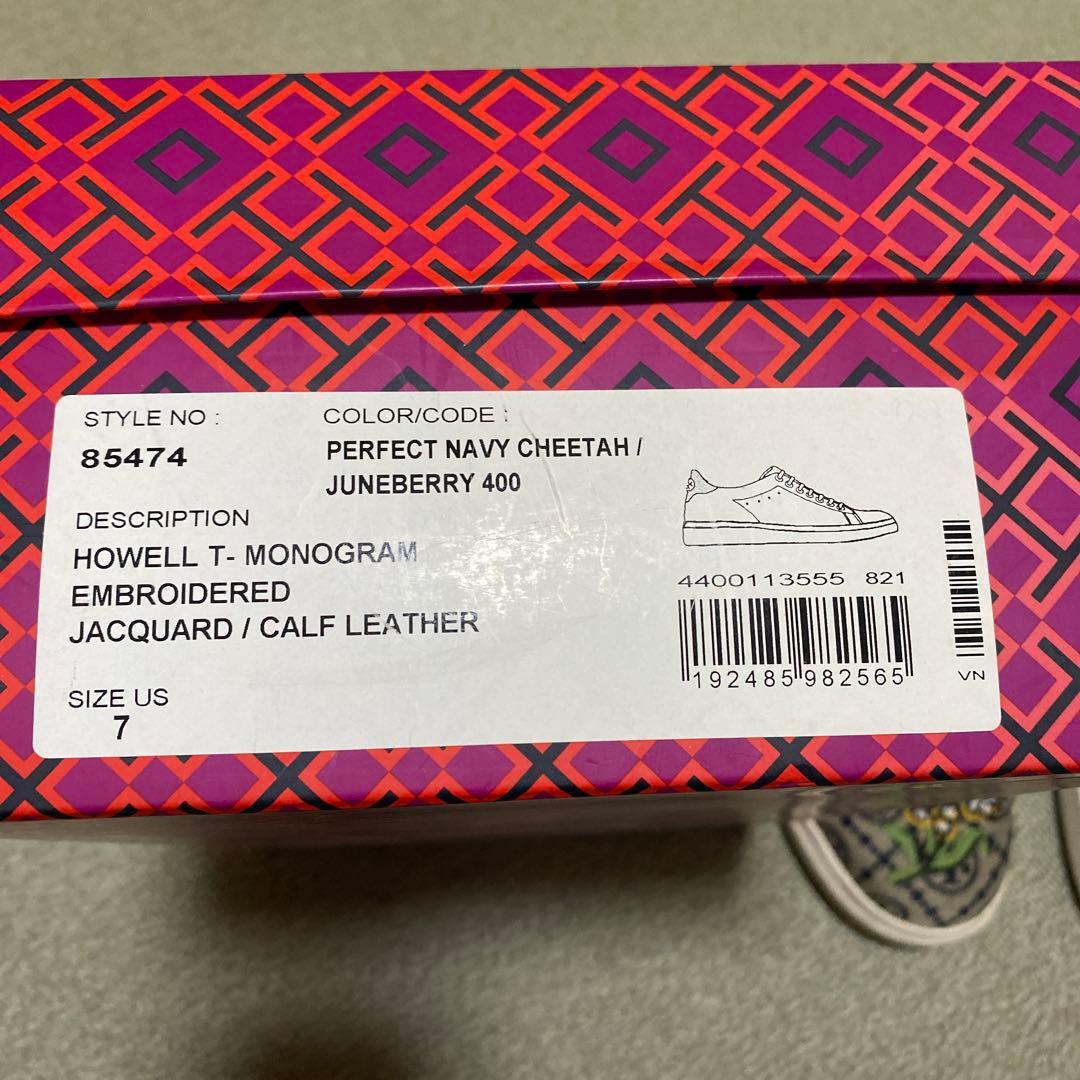 STYLE NO :
85474
COLOR/CODE :
PERFECT NAVY CHEETAH /
JUNEBERRY 400
DESCRIPTION
HOWELL T- MONOGRAM
EMBROIDERED
JACQUARD / CALF LEATHER
SIZE US
7
4400113555 821
192485 982565
VN